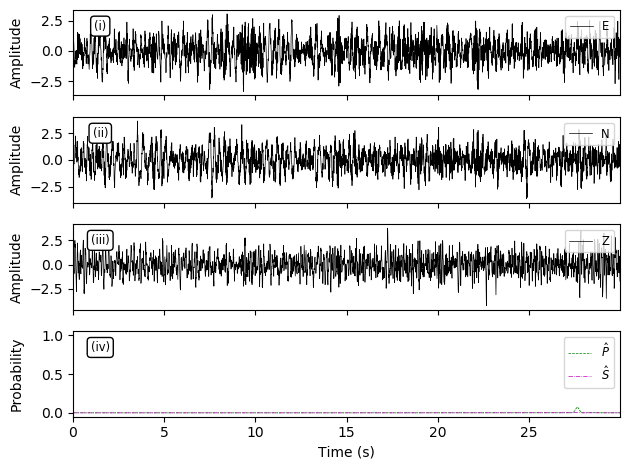 (i)
E
Amplitude
2.5
0.0
−2.5
(ii)
N
Amplitude
2.5
0.0
−2.5
(iii)
Z
Amplitude
2.5
0.0
−2.5
(iv)
P̂
Ŝ
Probability
1.0
0.5
0.0
0 5 10 15 20 25
Time (s)